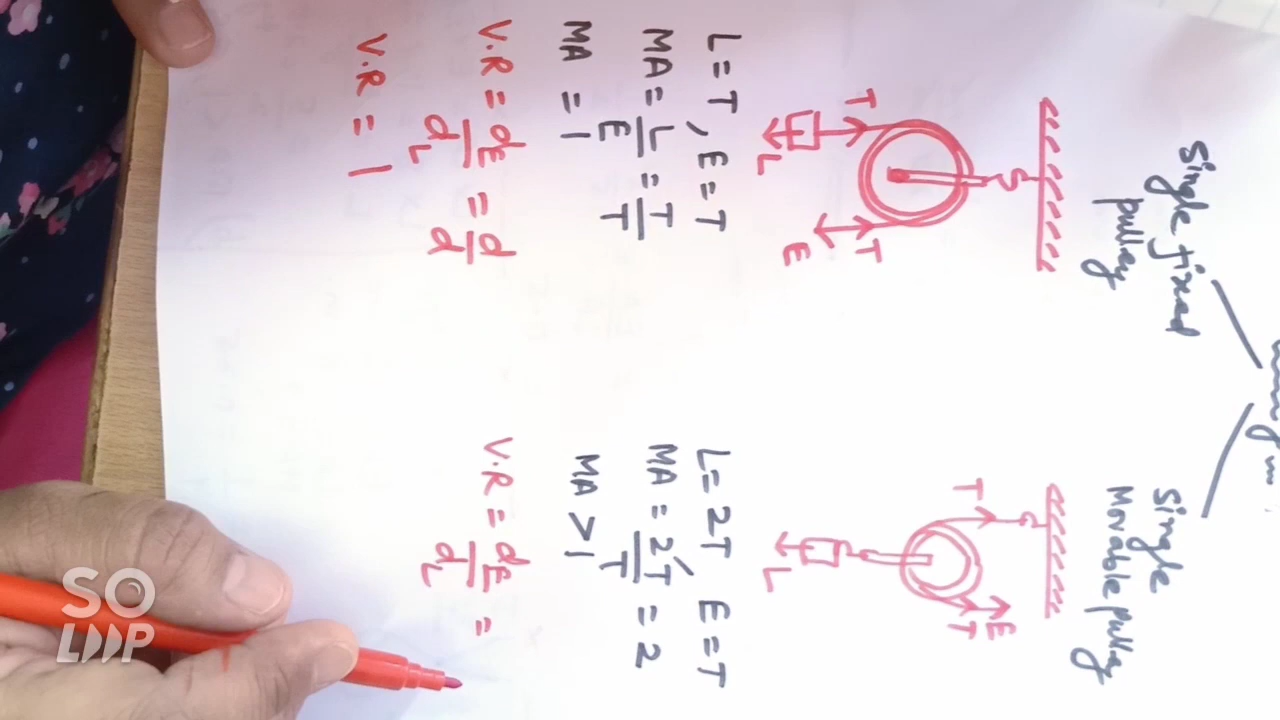 Single fixed
pulley
T
L
T
E
L=T, E=T
MA = L/E = T/T
MA = 1
V.R = dE/dL = d/d
V.R = 1
Single
Movable pulley
T
E
T
L
L=2T E=T
MA = 2T/T = 2
MA > 1
V.R = dE/dL =
SO
LOOP